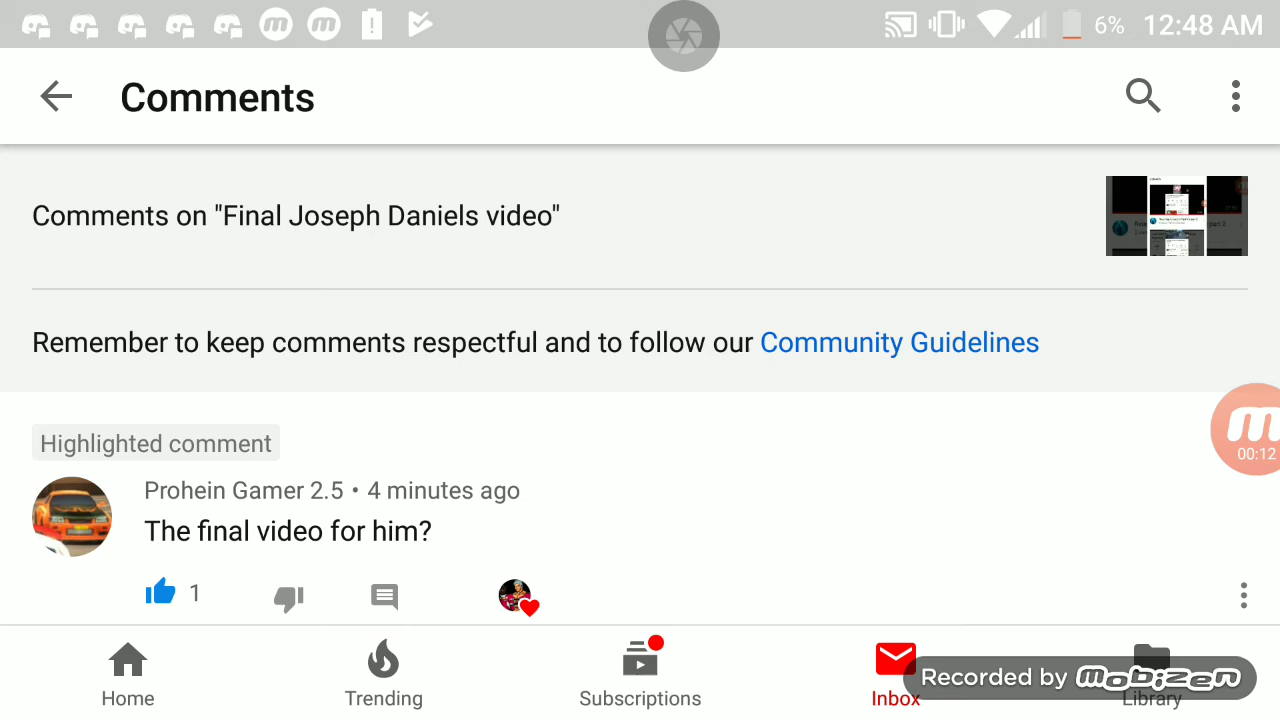 6% 12:48 AM
Comments
Comments on "Final Joseph Daniels video"
Remember to keep comments respectful and to follow our Community Guidelines
Highlighted comment
Prohein Gamer 2.5 • 4 minutes ago
The final video for him?
1
00:12
Home
Trending
Subscriptions
Inbox
Library
Recorded by mobizen